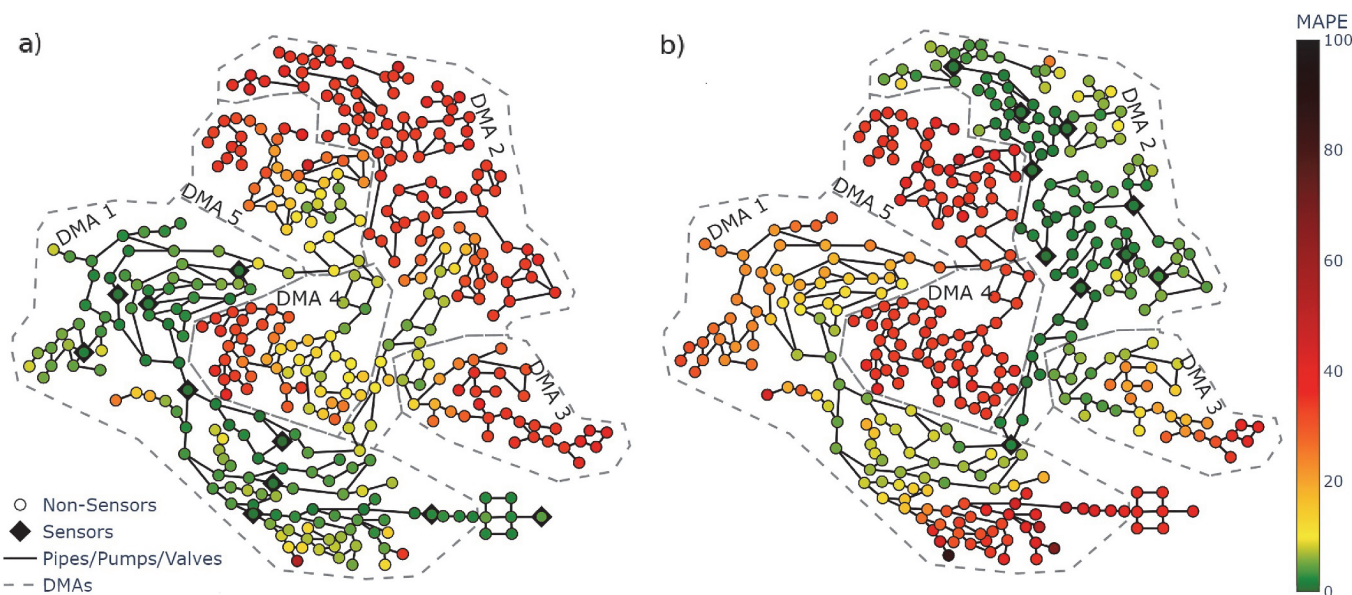 a)
b)
MAPE
100
80
60
40
20
0
DMA 1
DMA 5
DMA 2
DMA 4
DMA 3
DMA 1
DMA 5
DMA 2
DMA 4
DMA 3
Non-Sensors
Sensors
Pipes/Pumps/Valves
DMAs